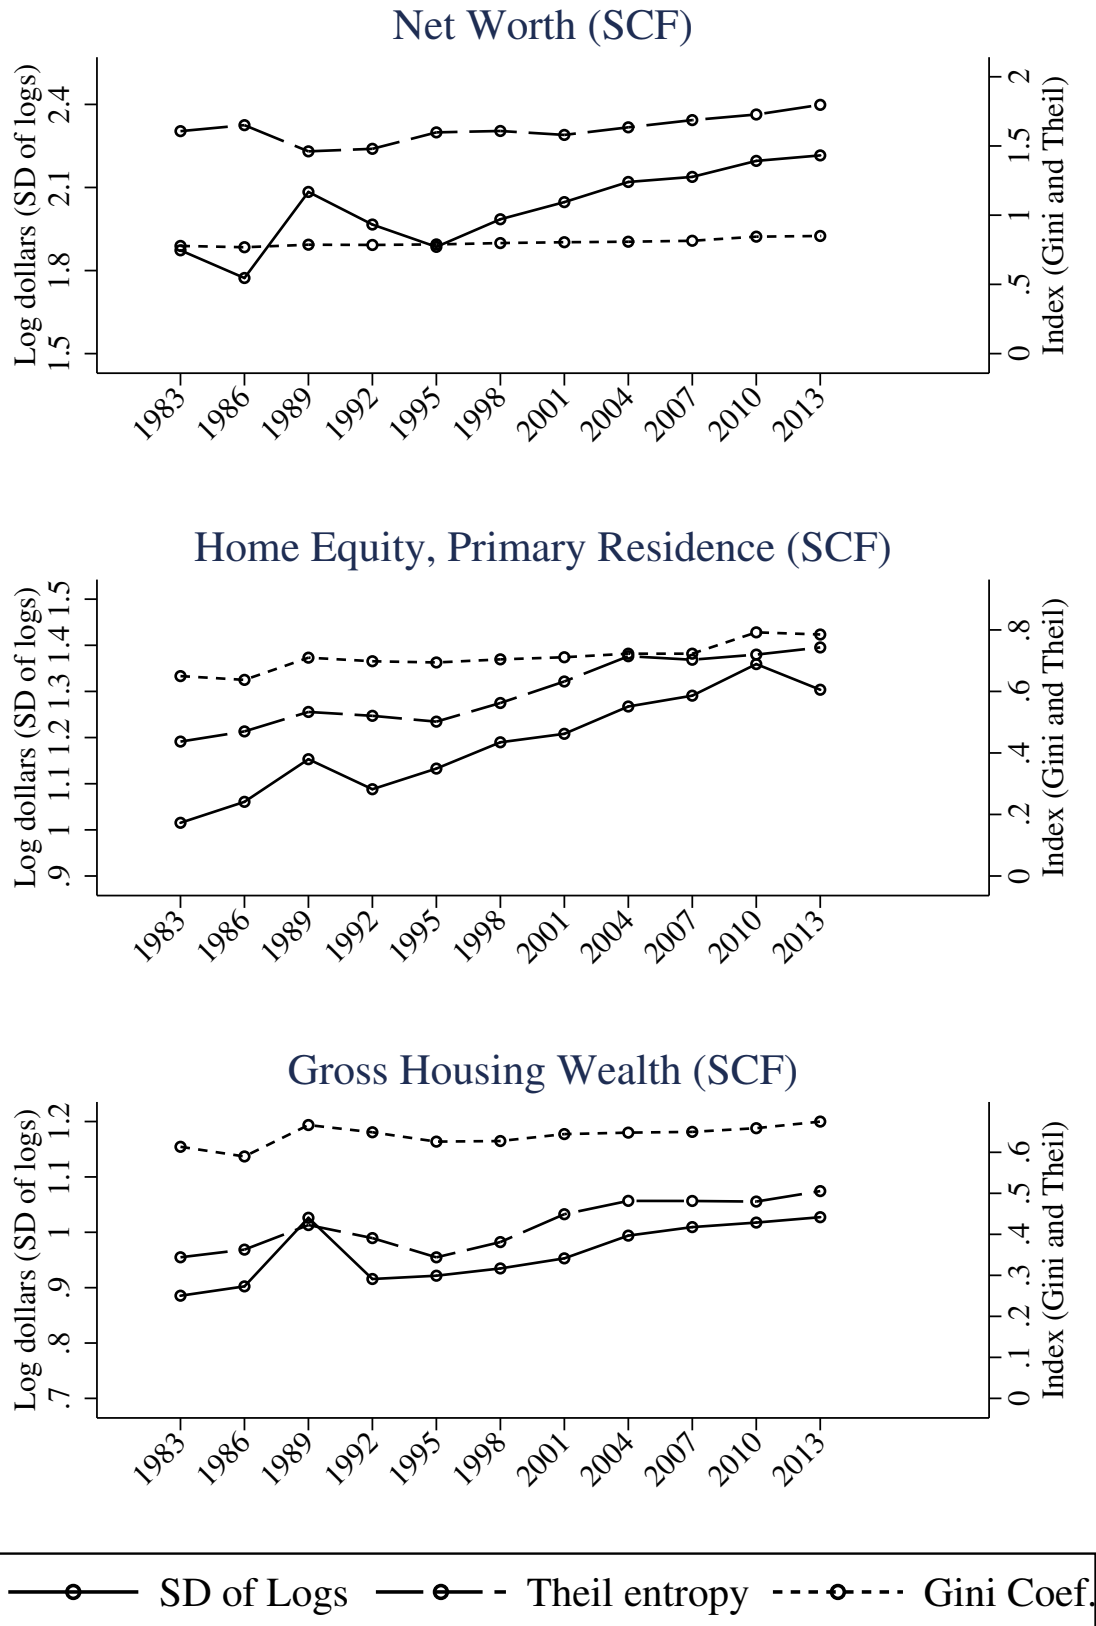 Net Worth (SCF)
Log dollars (SD of logs)
1.5 1.8 2.1 2.4
Index (Gini and Theil)
0 .5 1 1.5 2
1983 1986 1989 1992 1995 1998 2001 2004 2007 2010 2013
Home Equity, Primary Residence (SCF)
Log dollars (SD of logs)
.9 1 1.1 1.2 1.3 1.4 1.5
Index (Gini and Theil)
0 .2 .4 .6 .8
1983 1986 1989 1992 1995 1998 2001 2004 2007 2010 2013
Gross Housing Wealth (SCF)
Log dollars (SD of logs)
.7 .8 .9 1 1.1 1.2
Index (Gini and Theil)
0 .1 .2 .3 .4 .5 .6
1983 1986 1989 1992 1995 1998 2001 2004 2007 2010 2013
SD of Logs Theil entropy Gini Coef.